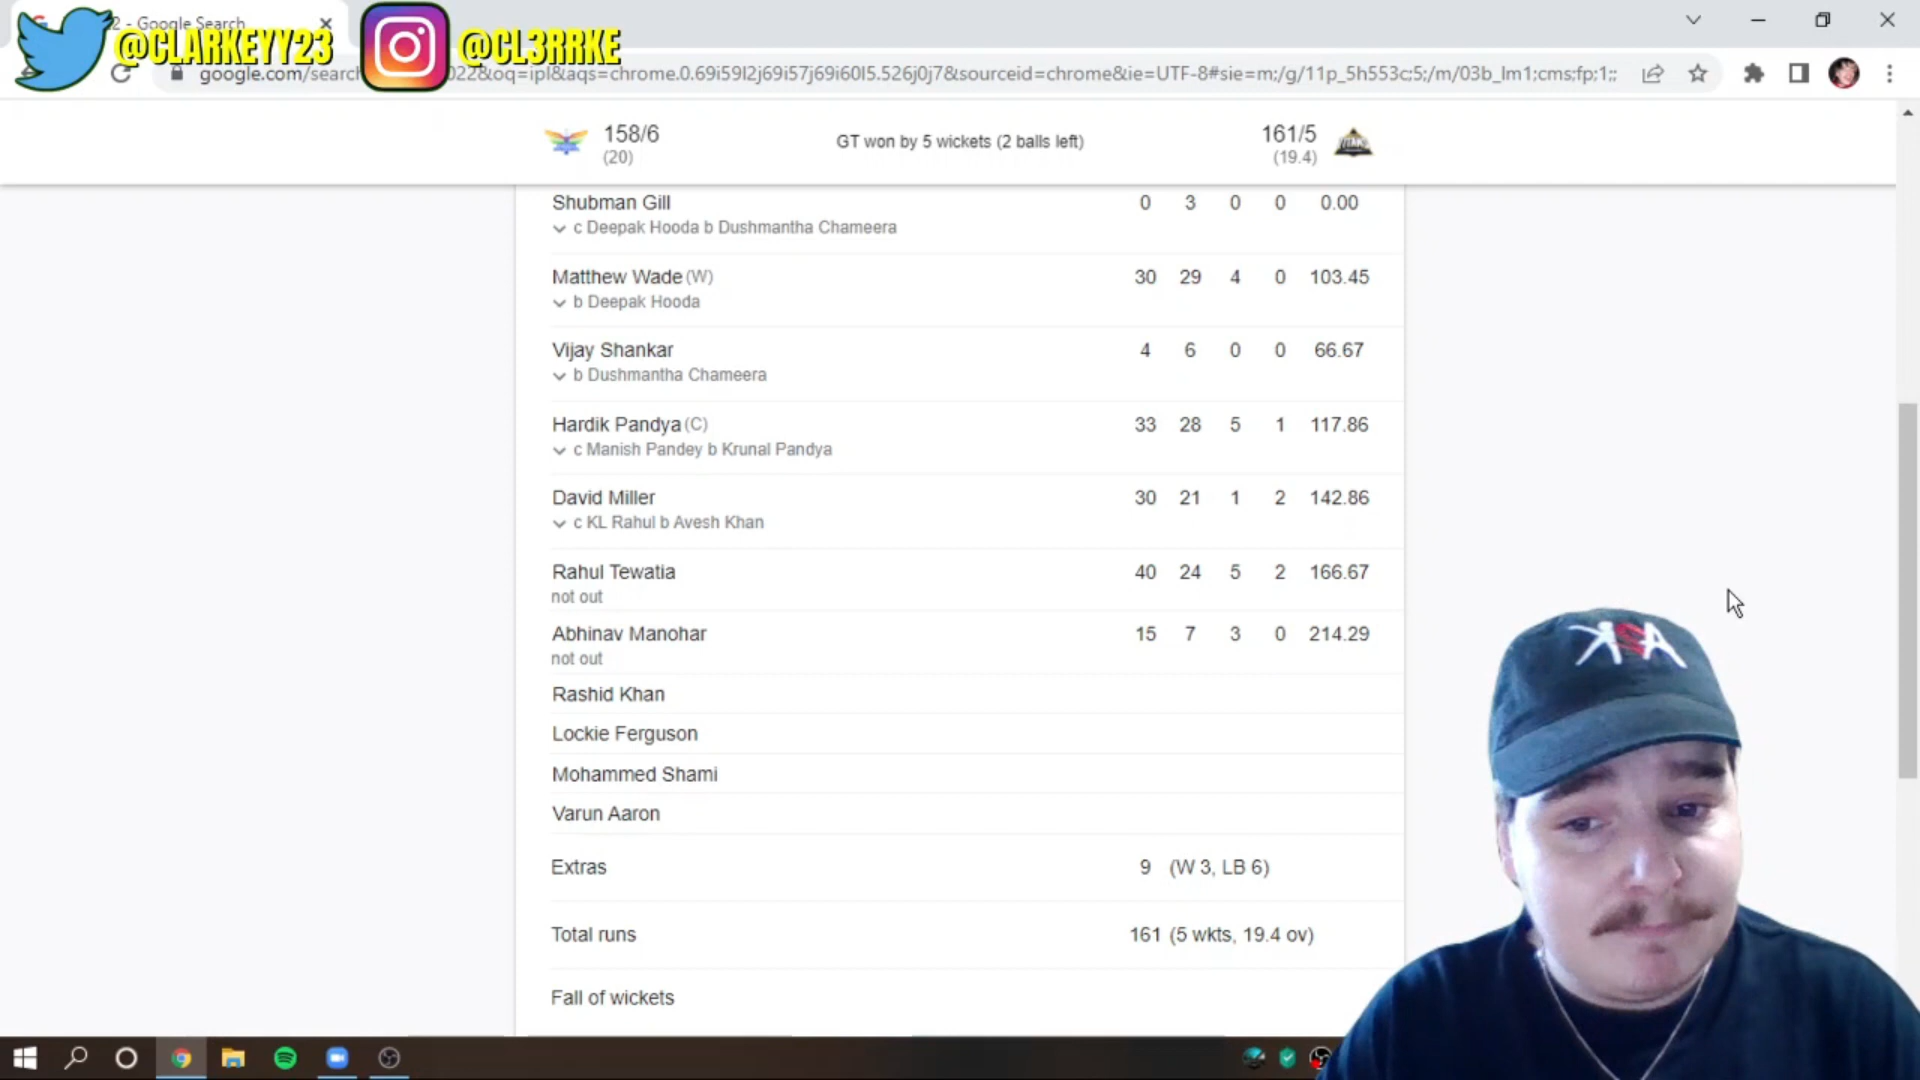 2 - Google Search
@CLARKEYY23
@CL3RRKE
google.com/search 022&oq=ipl&aqs=chrome.0.69i59l2j69i57j69i60l5.526j0j7&sourceid=chrome&ie=UTF-8#sie=m;/g/11p_5h553c;5;/m/03b_lm1;cms;fp;1;;
158/6
(20)
GT won by 5 wickets (2 balls left)
161/5
(19.4)
Shubman Gill 0 3 0 0 0.00
c Deepak Hooda b Dushmantha Chameera
Matthew Wade (W) 30 29 4 0 103.45
b Deepak Hooda
Vijay Shankar 4 6 0 0 66.67
b Dushmantha Chameera
Hardik Pandya (C) 33 28 5 1 117.86
c Manish Pandey b Krunal Pandya
David Miller 30 21 1 2 142.86
c KL Rahul b Avesh Khan
Rahul Tewatia 40 24 5 2 166.67
not out
Abhinav Manohar 15 7 3 0 214.29
not out
Rashid Khan
Lockie Ferguson
Mohammed Shami
Varun Aaron
Extras 9 (W 3, LB 6)
Total runs 161 (5 wkts, 19.4 ov)
Fall of wickets